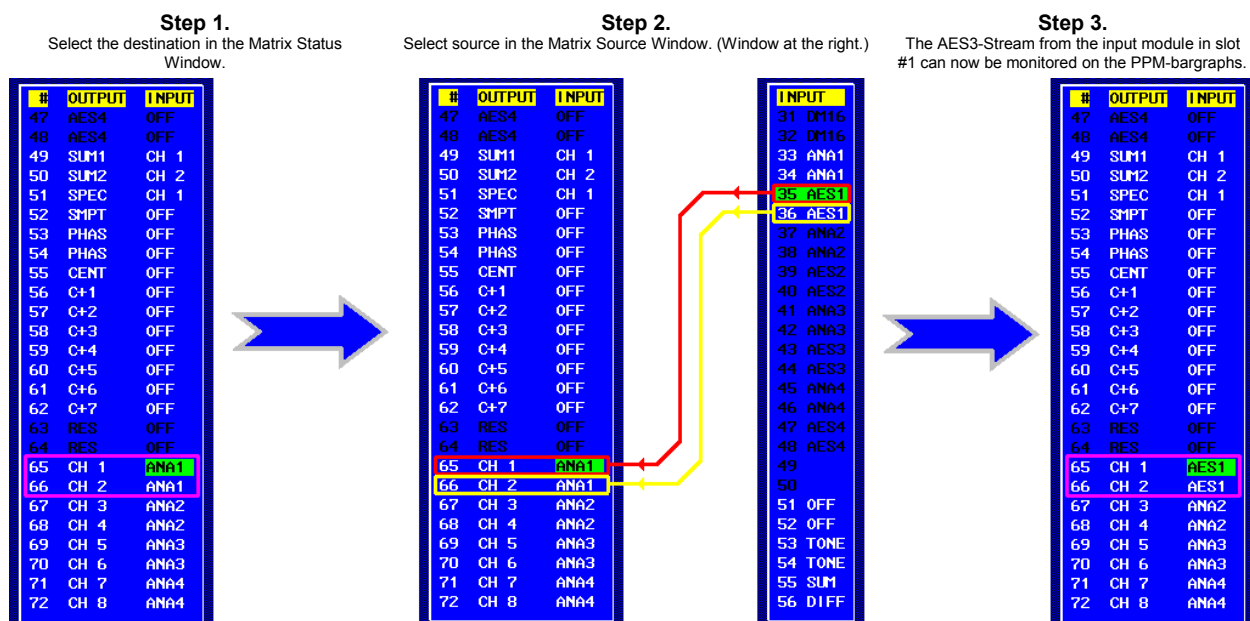 Step 1.
Select the destination in the Matrix Status
Window.
# OUTPUT INPUT
47 AES4 OFF
48 AES4 OFF
49 SUM1 CH 1
50 SUM2 CH 2
51 SPEC CH 1
52 SMPT OFF
53 PHAS OFF
54 PHAS OFF
55 CENT OFF
56 C+1 OFF
57 C+2 OFF
58 C+3 OFF
59 C+4 OFF
60 C+5 OFF
61 C+6 OFF
62 C+7 OFF
63 RES OFF
64 RES OFF
65 CH 1 ANA1
66 CH 2 ANA1
67 CH 3 ANA2
68 CH 4 ANA2
69 CH 5 ANA3
70 CH 6 ANA3
71 CH 7 ANA4
72 CH 8 ANA4
Step 2.
Select source in the Matrix Source Window. (Window at the right.)
# OUTPUT INPUT
47 AES4 OFF
48 AES4 OFF
49 SUM1 CH 1
50 SUM2 CH 2
51 SPEC CH 1
52 SMPT OFF
53 PHAS OFF
54 PHAS OFF
55 CENT OFF
56 C+1 OFF
57 C+2 OFF
58 C+3 OFF
59 C+4 OFF
60 C+5 OFF
61 C+6 OFF
62 C+7 OFF
63 RES OFF
64 RES OFF
65 CH 1 ANA1
66 CH 2 ANA1
67 CH 3 ANA2
68 CH 4 ANA2
69 CH 5 ANA3
70 CH 6 ANA3
71 CH 7 ANA4
72 CH 8 ANA4
INPUT
31 DM16
32 DM16
33 ANA1
34 ANA1
35 AES1
36 AES1
37 ANA2
38 ANA2
39 AES2
40 AES2
41 ANA3
42 ANA3
43 AES3
44 AES3
45 ANA4
46 ANA4
47 AES4
48 AES4
49
50
51 OFF
52 OFF
53 TONE
54 TONE
55 SUM
56 DIFF
Step 3.
The AES3-Stream from the input module in slot
#1 can now be monitored on the PPM-bargraphs.
# OUTPUT INPUT
47 AES4 OFF
48 AES4 OFF
49 SUM1 CH 1
50 SUM2 CH 2
51 SPEC CH 1
52 SMPT OFF
53 PHAS OFF
54 PHAS OFF
55 CENT OFF
56 C+1 OFF
57 C+2 OFF
58 C+3 OFF
59 C+4 OFF
60 C+5 OFF
61 C+6 OFF
62 C+7 OFF
63 RES OFF
64 RES OFF
65 CH 1 AES1
66 CH 2 AES1
67 CH 3 ANA2
68 CH 4 ANA2
69 CH 5 ANA3
70 CH 6 ANA3
71 CH 7 ANA4
72 CH 8 ANA4